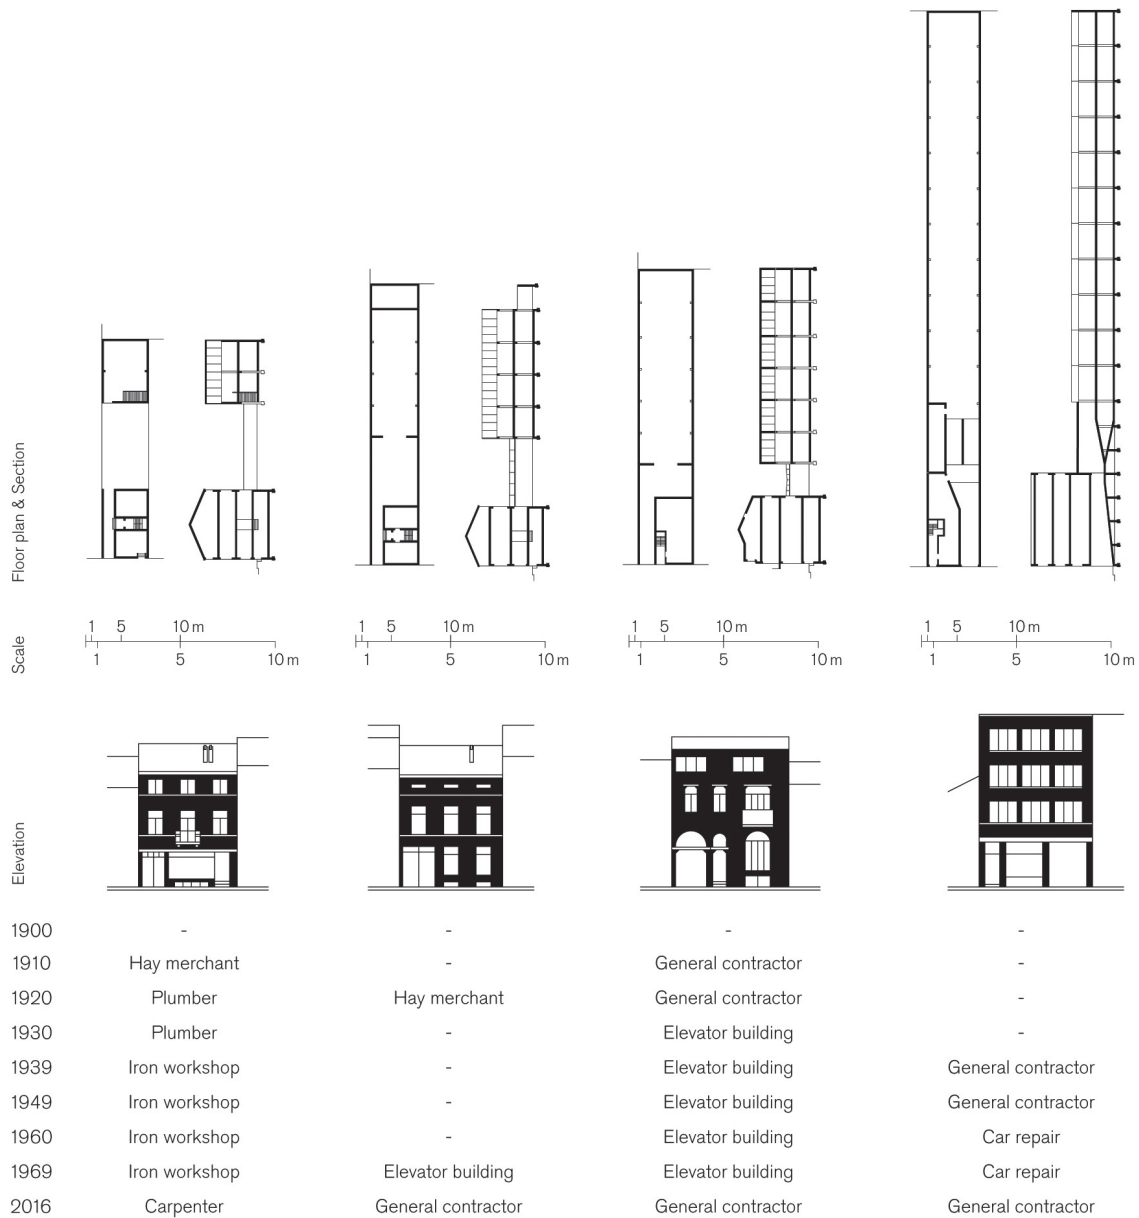 Floor plan & Section
Scale
1 5 10 m 1 5 10 m 1 5 10 m 1 5 10 m
1 5 10 m 1 5 10 m 1 5 10 m 1 5 10 m
Elevation
1900 - - - -
1910 Hay merchant - General contractor -
1920 Plumber Hay merchant General contractor -
1930 Plumber - Elevator building -
1939 Iron workshop - Elevator building General contractor
1949 Iron workshop - Elevator building General contractor
1960 Iron workshop - Elevator building Car repair
1969 Iron workshop Elevator building Elevator building Car repair
2016 Carpenter General contractor General contractor General contractor